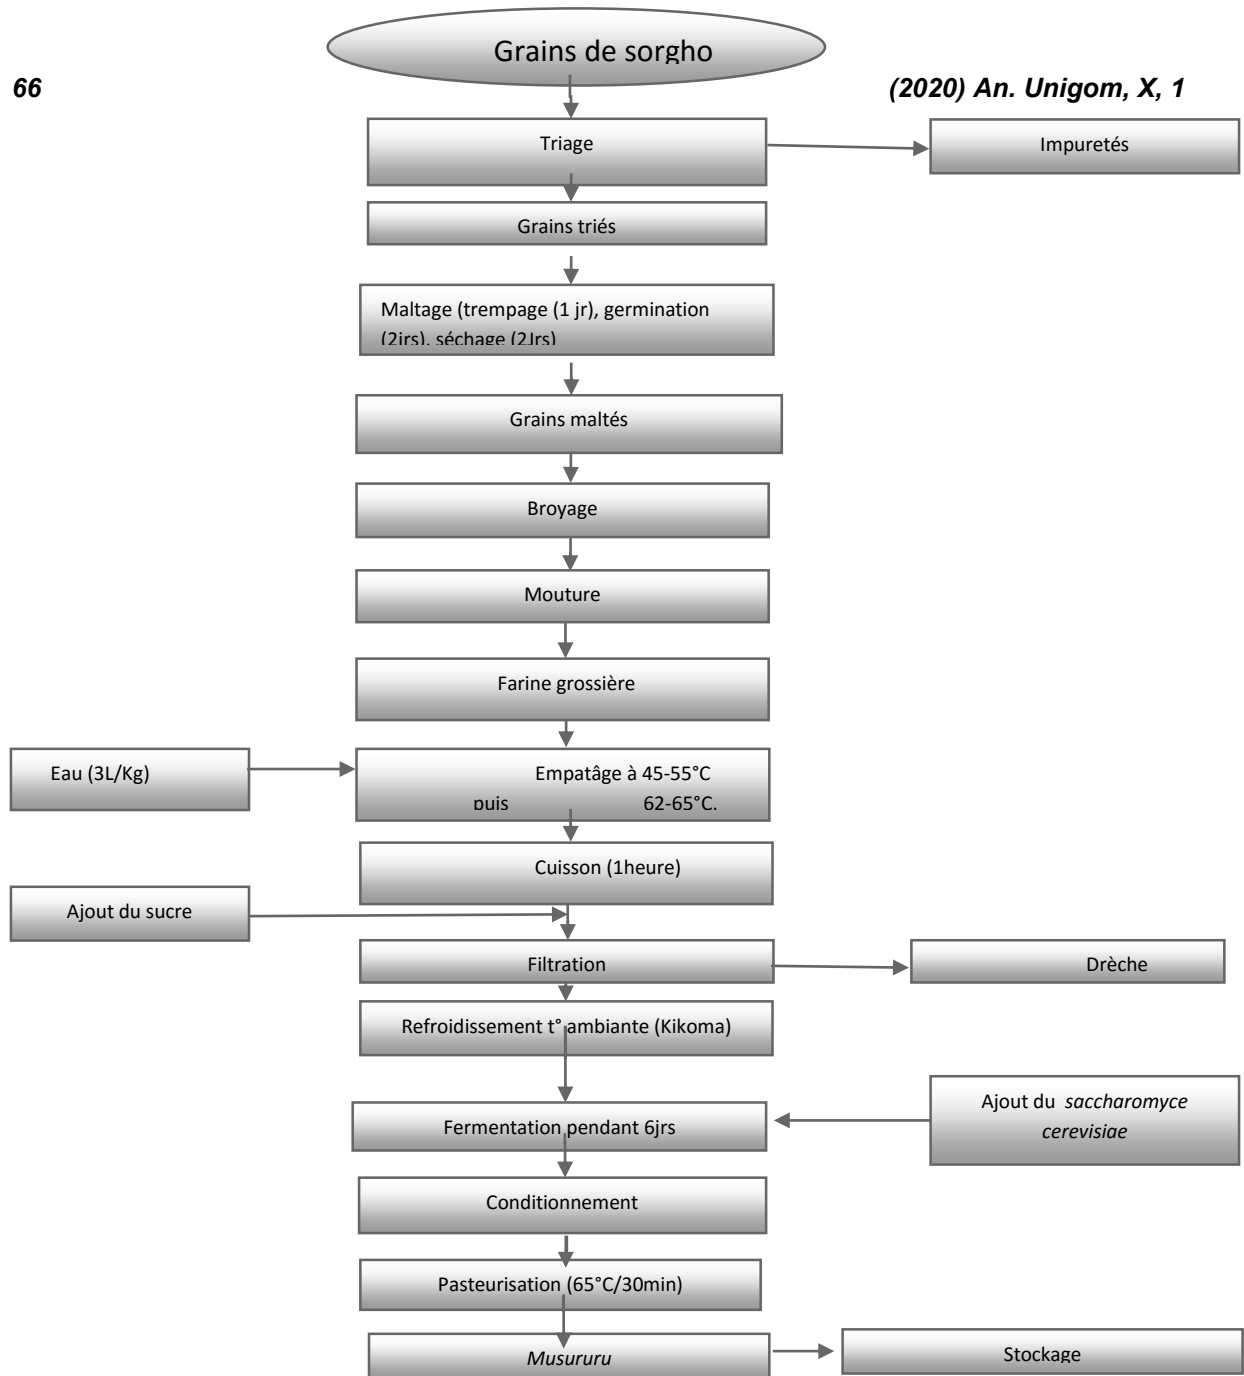 Grains de sorgho
66
(2020) An. Unigom, X, 1
Triage
Impuretés
Grains triés
Maltage (trempage (1 jr), germination
(2jrs), séchage (2Jrs)
Grains maltés
Broyage
Mouture
Farine grossière
Eau (3L/Kg)
Empatâge à 45-55°C
puis 62-65°C.
Cuisson (1heure)
Ajout du sucre
Filtration
Drèche
Refroidissement t° ambiante (Kikoma)
Ajout du saccharomyce
cerevisiae
Fermentation pendant 6jrs
Conditionnement
Pasteurisation (65°C/30min)
Musururu
Stockage